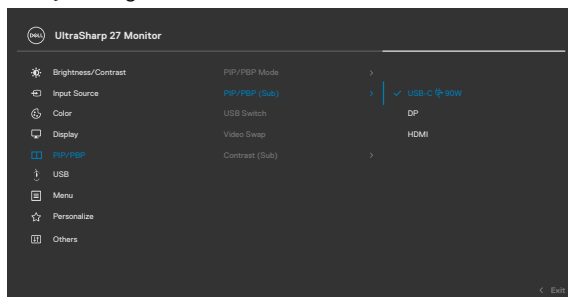 DELL UltraSharp 27 Monitor
Brightness/Contrast PIP/PBP Mode >
Input Source PIP/PBP (Sub) > ✓ USB-C 90W
Color USB Switch DP
Display Video Swap HDMI
PIP/PBP Contrast (Sub) >
USB
Menu
Personalize
Others
< Exit